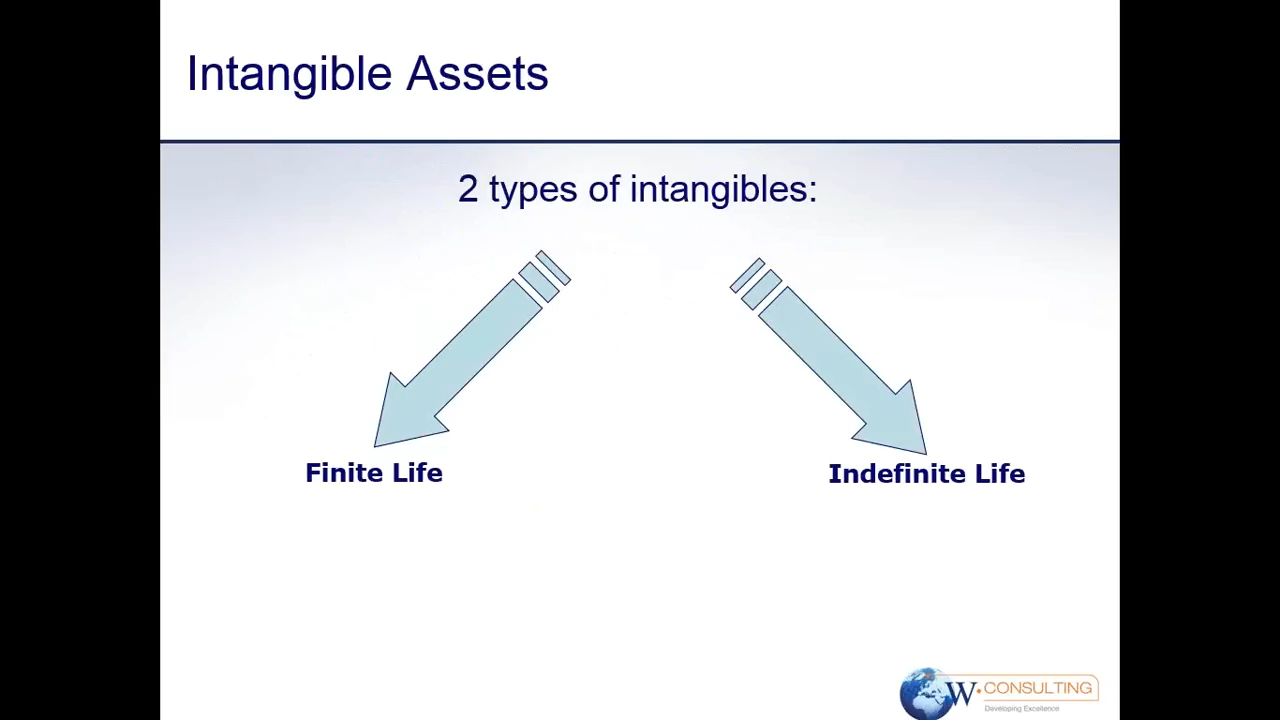 Intangible Assets
2 types of intangibles:
Finite Life
Indefinite Life
W.CONSULTING
Developing Excellence